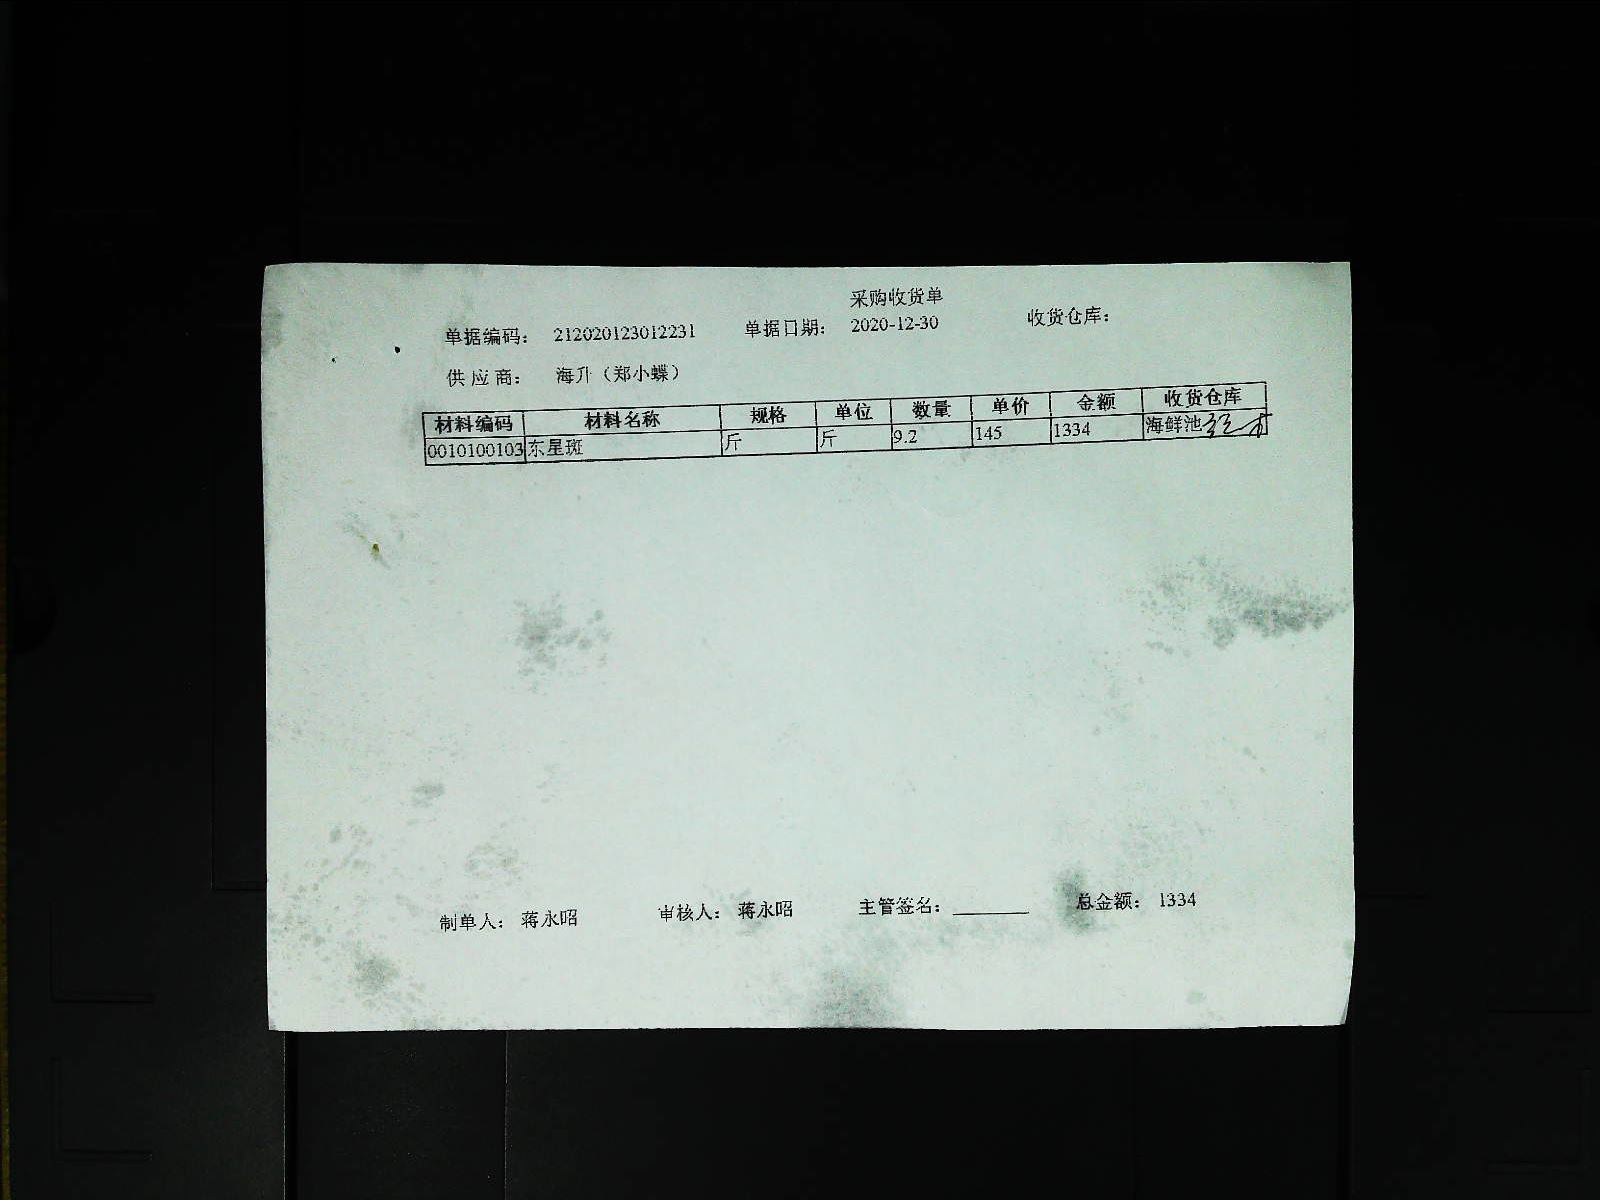 采购收货单
单据编码： 212020123012231 单据日期： 2020-12-30 收货仓库：
供应商： 海升（郑小蝶）
材料编码 材料名称 规格 单位 数量 单价 金额 收货仓库
0010100103 东星斑 斤 斤 9.2 145 1334 海鲜池
制单人： 蒋永昭 审核人： 蒋永昭 主管签名： 总金额： 1334